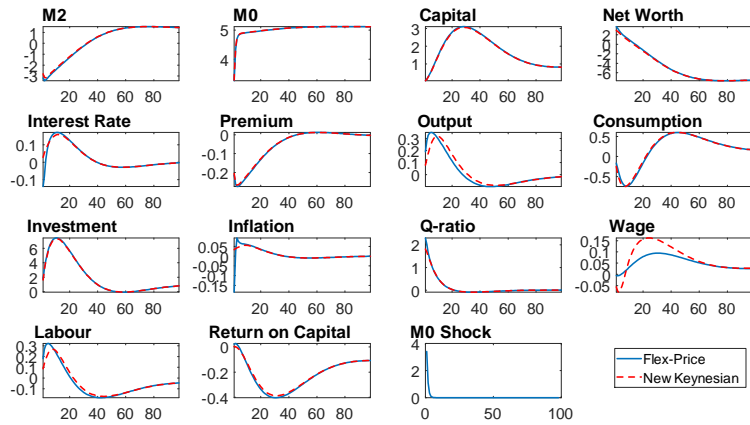 M2
M0
Capital
Net Worth
1
0
-1
-2
-3
20 40 60 80
5
4
20 40 60 80
3
2
1
0
20 40 60 80
2
0
-2
-4
-6
20 40 60 80
Interest Rate
Premium
Output
Consumption
0.1
0
-0.1
20 40 60 80
0
-0.1
-0.2
20 40 60 80
0.3
0.2
0.1
0
20 40 60 80
0.5
0
-0.5
20 40 60 80
Investment
Inflation
Q-ratio
Wage
6
4
2
0
20 40 60 80
0.05
-0.05
-0.1
-0.15
20 40 60 80
2
1
0
20 40 60 80
0.15
0.1
0.05
-0.05
20 40 60 80
Labour
Return on Capital
M0 Shock
0.3
0.2
0.1
0
-0.1
20 40 60 80
0
-0.2
-0.4
20 40 60 80
4
2
0
0 50 100
Flex-Price
New Keynesian